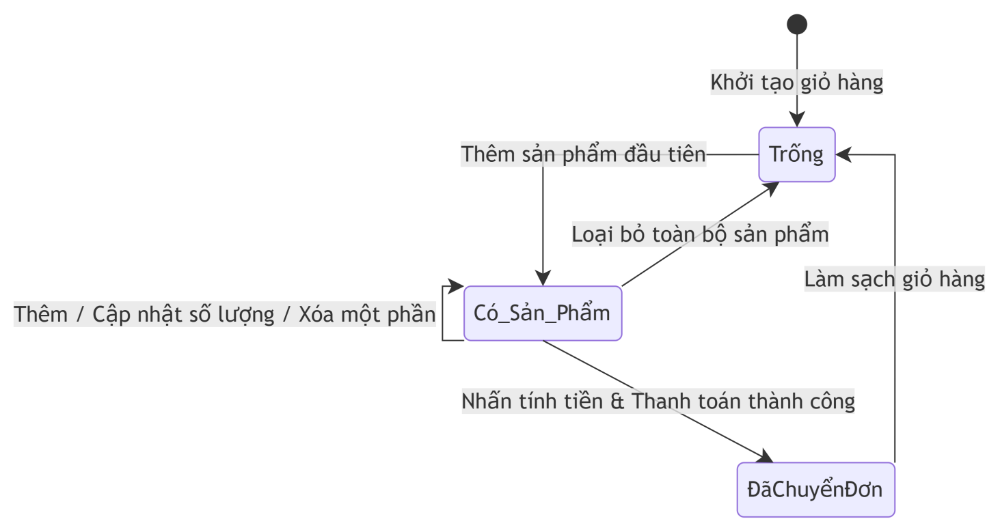 Khởi tạo giỏ hàng
Thêm sản phẩm đầu tiên
Trống
Loại bỏ toàn bộ sản phẩm
Làm sạch giỏ hàng
Thêm / Cập nhật số lượng / Xóa một phần
Có_Sản_Phẩm
Nhấn tính tiền & Thanh toán thành công
ĐãChuyểnĐơn